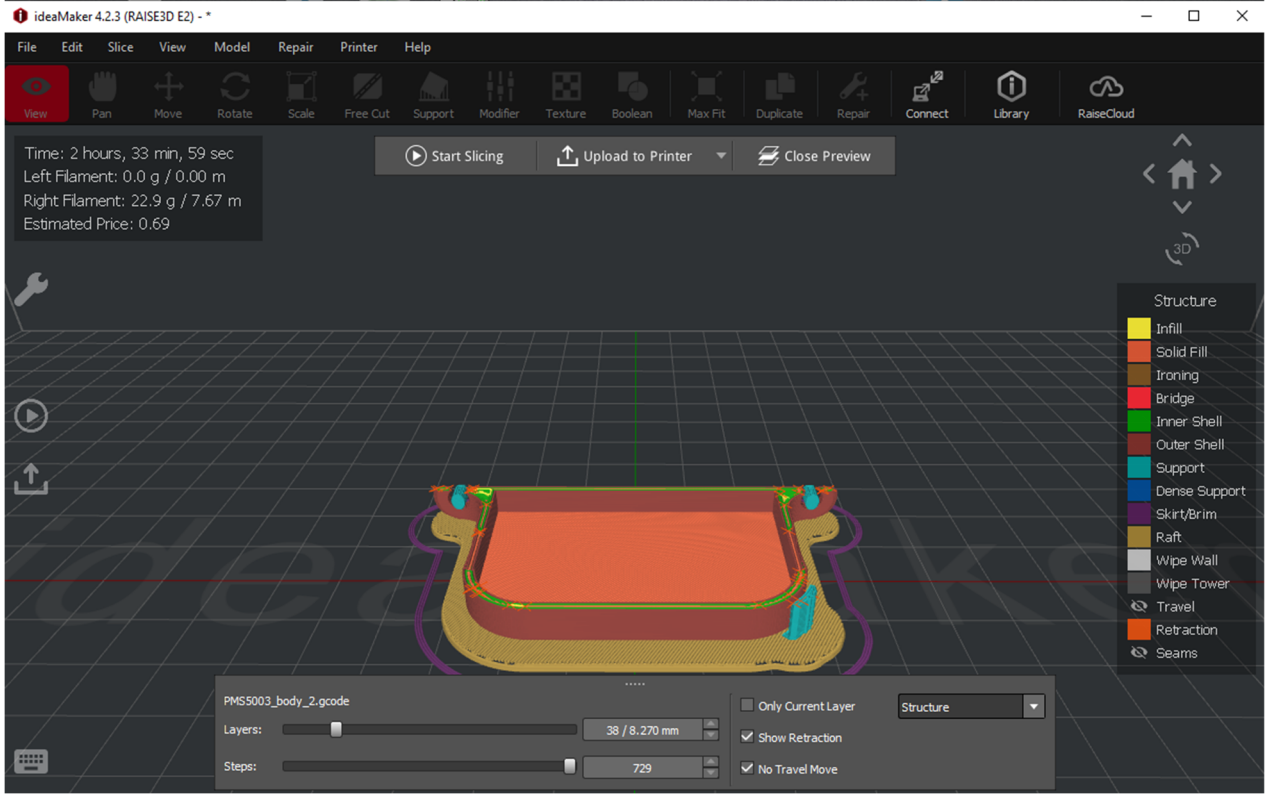 ideaMaker 4.2.3 (RAISE3D E2) - *
File Edit Slice View Model Repair Printer Help
View Pan Move Rotate Scale Free Cut Support Modifier Texture Boolean Max Fit Duplicate Repair Connect Library RaiseCloud
Time: 2 hours, 33 min, 59 sec
Left Filament: 0.0 g / 0.00 m
Right Filament: 22.9 g / 7.67 m
Estimated Price: 0.69
Start Slicing Upload to Printer Close Preview
3D
Structure
Infill
Solid Fill
Ironing
Bridge
Inner Shell
Outer Shell
Support
Dense Support
Skirt/Brim
Raft
Wipe Wall
Wipe Tower
Travel
Retraction
Seams
ideaMaker
PMS5003_body_2.gcode
Layers: 38 / 8.270 mm
Steps: 729
Only Current Layer
Show Retraction
No Travel Move
Structure